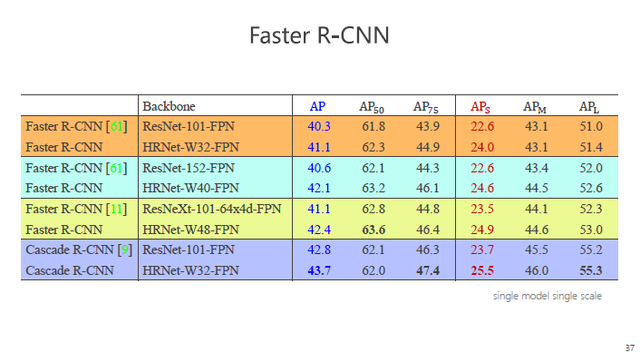 Faster R-CNN
Backbone AP AP50 AP75 APS APM APL
Faster R-CNN [61] ResNet-101-FPN 40.3 61.8 43.9 22.6 43.1 51.0
Faster R-CNN HRNet-W32-FPN 41.1 62.3 44.9 24.0 43.1 51.4
Faster R-CNN [61] ResNet-152-FPN 40.6 62.1 44.3 22.6 43.4 52.0
Faster R-CNN HRNet-W40-FPN 42.1 63.2 46.1 24.6 44.5 52.6
Faster R-CNN [11] ResNeXt-101-64x4d-FPN 41.1 62.8 44.8 23.5 44.1 52.3
Faster R-CNN HRNet-W48-FPN 42.4 63.6 46.4 24.9 44.6 53.0
Cascade R-CNN [9] ResNet-101-FPN 42.8 62.1 46.3 23.7 45.5 55.2
Cascade R-CNN HRNet-W32-FPN 43.7 62.0 47.4 25.5 46.0 55.3
single model single scale
37